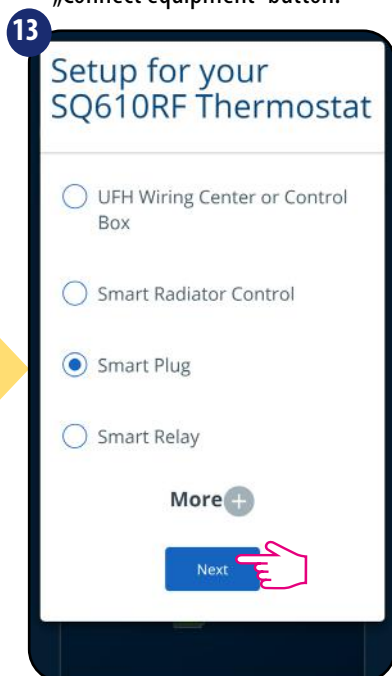 „Connect equipment" button.
13
Setup for your
SQ610RF Thermostat
UFH Wiring Center or Control
Box
Smart Radiator Control
Smart Plug
Smart Relay
More +
Next